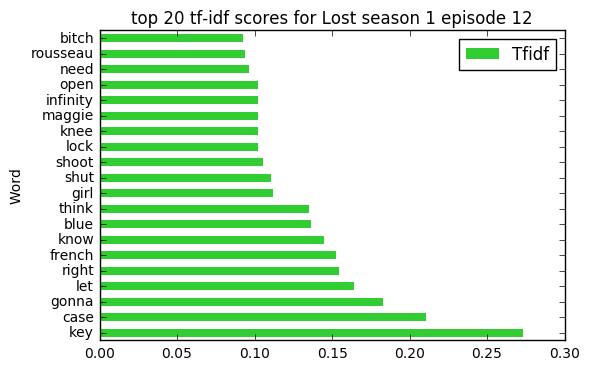 top 20 tf-idf scores for Lost season 1 episode 12
Tfidf
Word
bitch
rousseau
need
open
infinity
maggie
knee
lock
shoot
shut
girl
think
blue
know
french
right
let
gonna
case
key
0.00 0.05 0.10 0.15 0.20 0.25 0.30